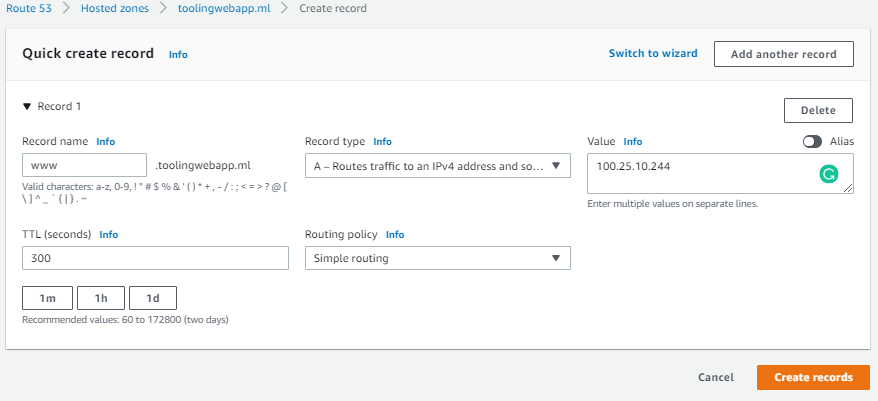 Route 53 > Hosted zones > toolingwebapp.ml > Create record
Quick create record Info
Switch to wizard
Add another record
Record 1
Delete
Record name Info
www
.toolingwebapp.ml
Valid characters: a-z, 0-9, ! " # $ % & ' ( ) * + , - / : ; < = > ? @ [
\ ] ^ _ ` { | } . ~
Record type Info
A – Routes traffic to an IPv4 address and so...
Value Info
Alias
100.25.10.244
Enter multiple values on separate lines.
TTL (seconds) Info
300
Routing policy Info
Simple routing
1m
1h
1d
Recommended values: 60 to 172800 (two days)
Cancel
Create records